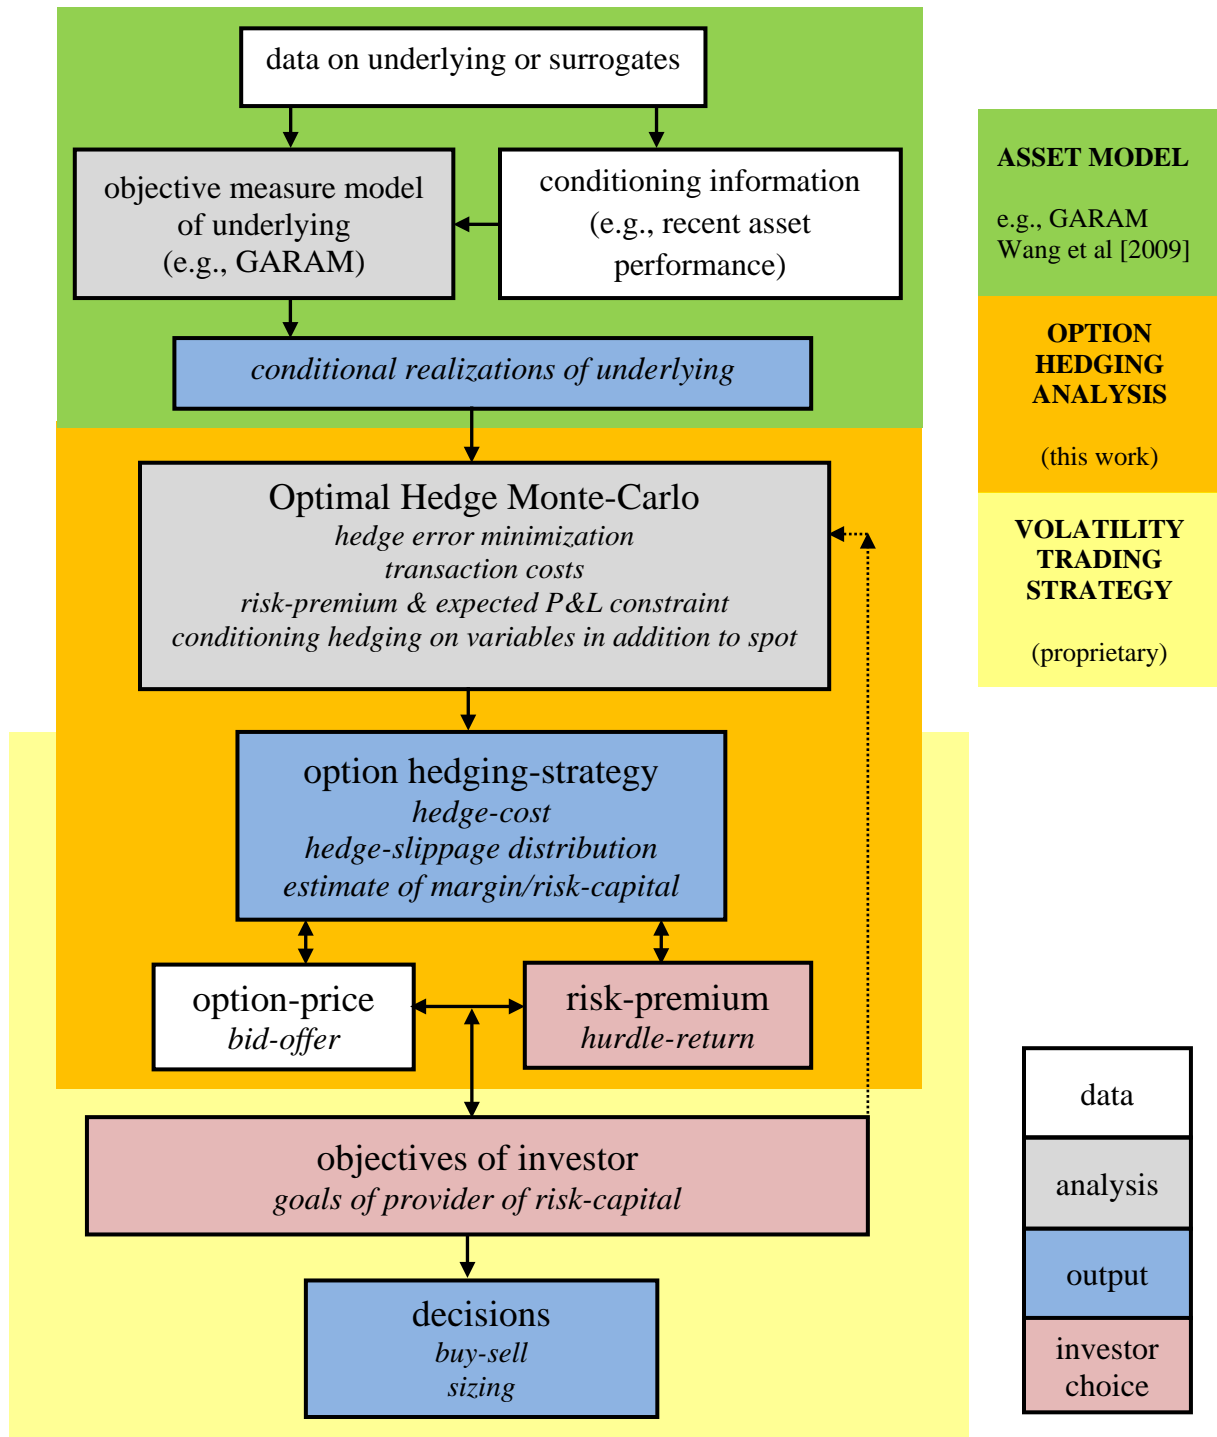 data on underlying or surrogates
objective measure model
of underlying
(e.g., GARAM)
conditioning information
(e.g., recent asset
performance)
conditional realizations of underlying
Optimal Hedge Monte-Carlo
hedge error minimization
transaction costs
risk-premium & expected P&L constraint
conditioning hedging on variables in addition to spot
option hedging-strategy
hedge-cost
hedge-slippage distribution
estimate of margin/risk-capital
option-price
bid-offer
risk-premium
hurdle-return
objectives of investor
goals of provider of risk-capital
decisions
buy-sell
sizing
ASSET MODEL
e.g., GARAM
Wang et al [2009]
OPTION
HEDGING
ANALYSIS
(this work)
VOLATILITY
TRADING
STRATEGY
(proprietary)
data
analysis
output
investor
choice